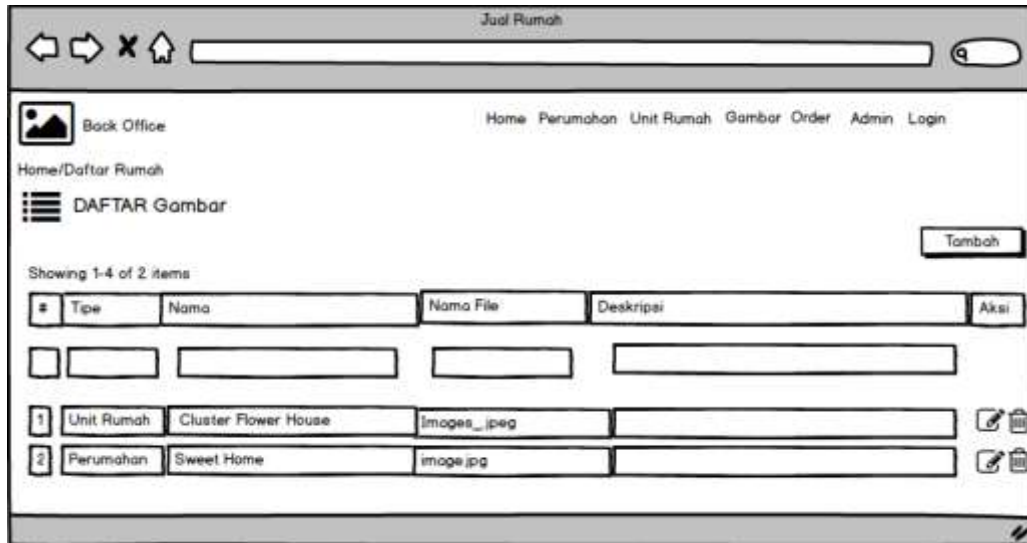 Jual Rumah
Back Office
Home Perumahan Unit Rumah Gambar Order Admin Login
Home/Daftar Rumah
DAFTAR Gambar
Tambah
Showing 1-4 of 2 items
# Tipe Nama Nama File Deskripsi Aksi
1 Unit Rumah Cluster Flower House Images_.jpeg
2 Perumahan Sweet Home image.jpg